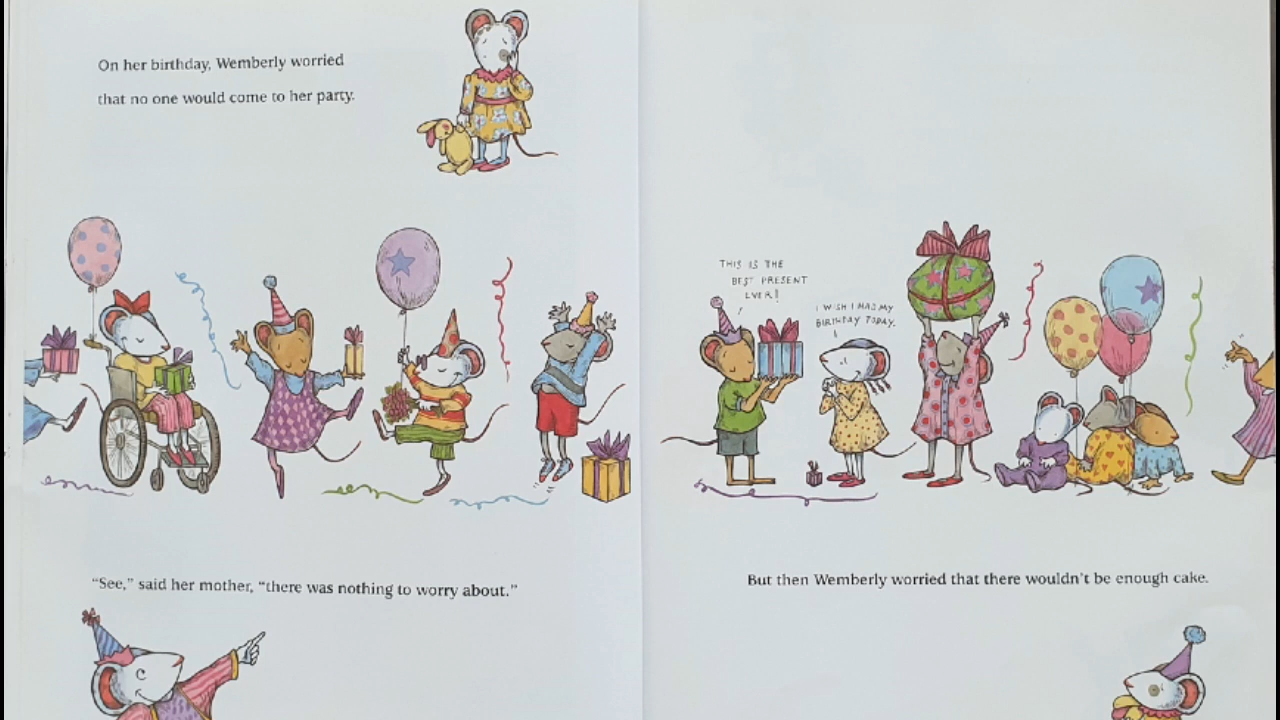 On her birthday, Wemberly worried
that no one would come to her party.
THIS IS THE
BEST PRESENT
EVER!
I WISH I HAD MY
BIRTHDAY TODAY.
“See,” said her mother, “there was nothing to worry about.”
But then Wemberly worried that there wouldn't be enough cake.